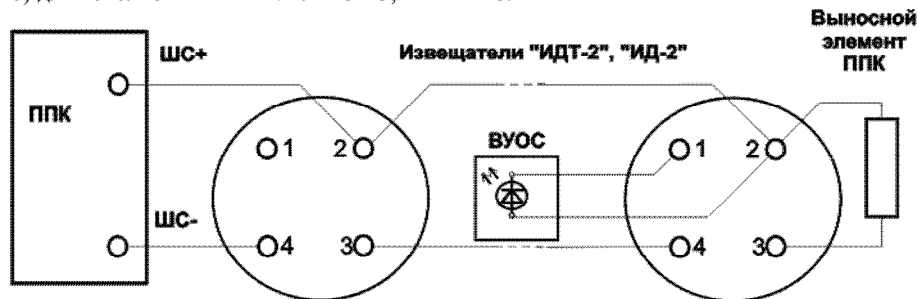 Выносной
элемент
ППК
ШС+
Извещатели "ИДТ-2", "ИД-2"
ППК
ВУОС
1
2
1
2
ШС-
4
3
4
3